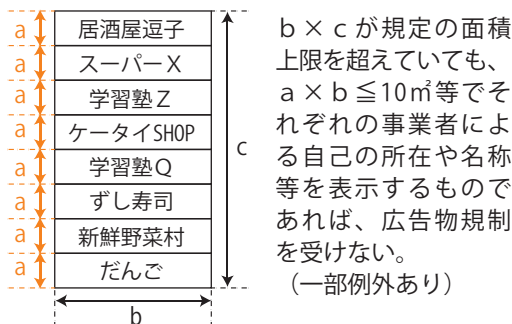 a 居酒屋逗子
a スーパーX
a 学習塾Z
a ケータイSHOP
a 学習塾Q
a ずし寿司
a 新鮮野菜村
a だんご
c
b
b×cが規定の面積
上限を超えていても、
a×b≦10㎡等でそ
れぞれの事業者によ
る自己の所在や名称
等を表示するもので
あれば、広告物規制
を受けない。
(一部例外あり)